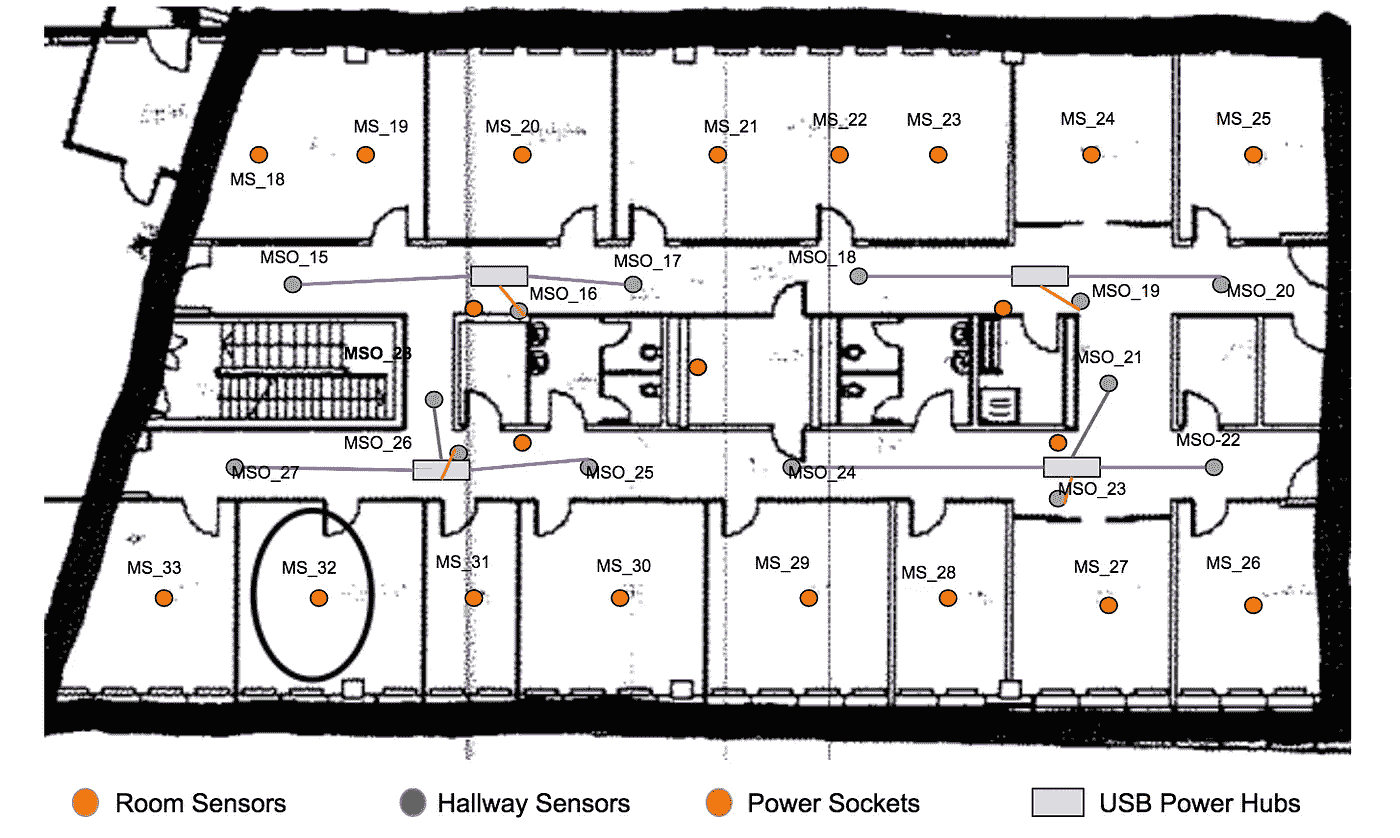 MS_19
MS_20
MS_21
MS_22
MS_23
MS_24
MS_25
MS_18
MSO_15
MSO_17
MSO_18
MSO_16
MSO_19
MSO_20
MSO_28
MSO_21
MSO_26
MSO-22
MSO_27
MSO_25
MSO_24
MSO_23
MS_33
MS_32
MS_31
MS_30
MS_29
MS_28
MS_27
MS_26
Room Sensors
Hallway Sensors
Power Sockets
USB Power Hubs